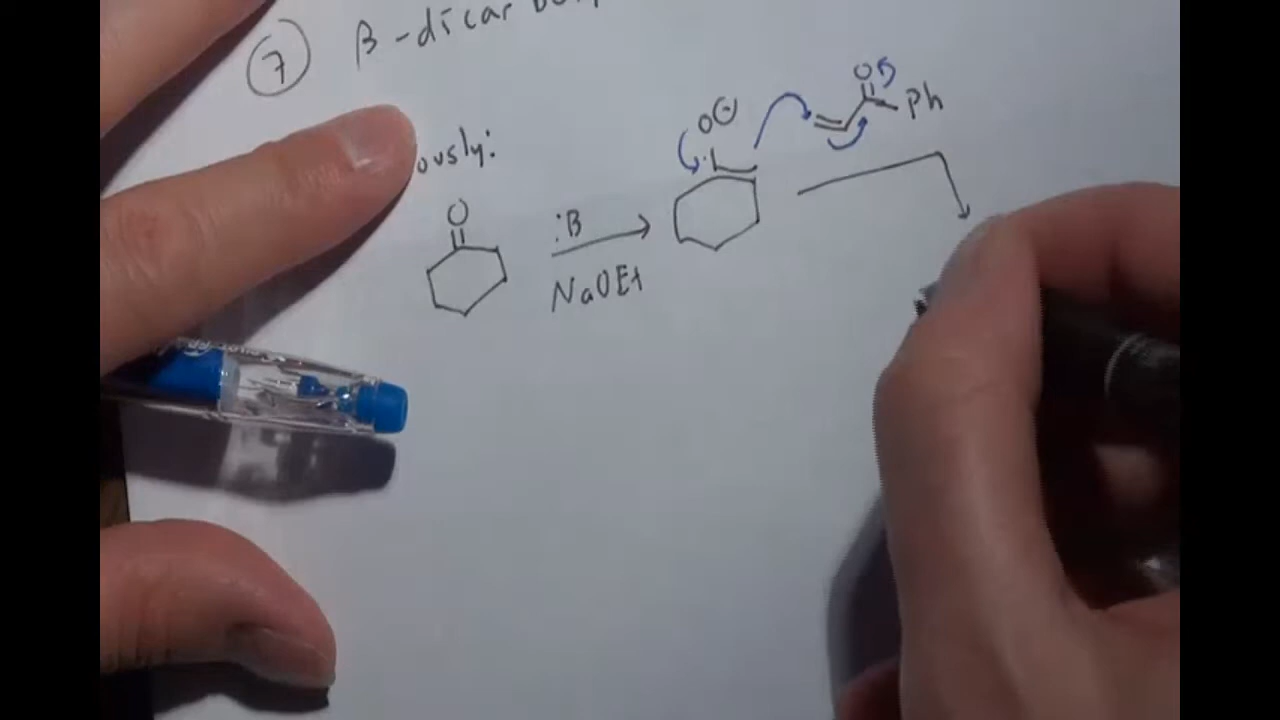 ⑦ β-dicar
ously:
O
:B
NaOEt
O⊖
O
Ph